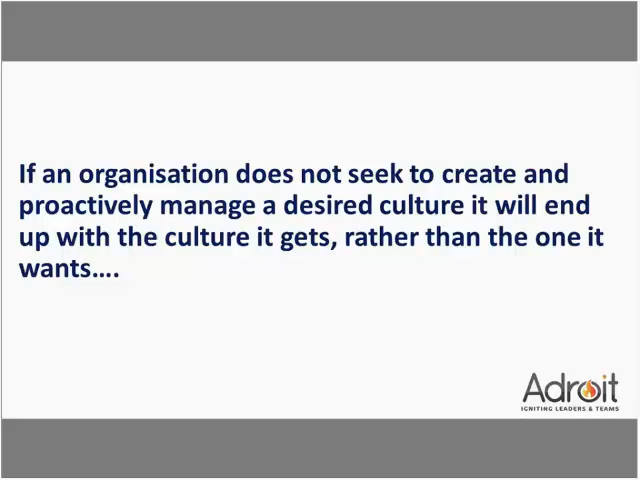 If an organisation does not seek to create and
proactively manage a desired culture it will end
up with the culture it gets, rather than the one it
wants….
Adroit
IGNITING LEADERS & TEAMS